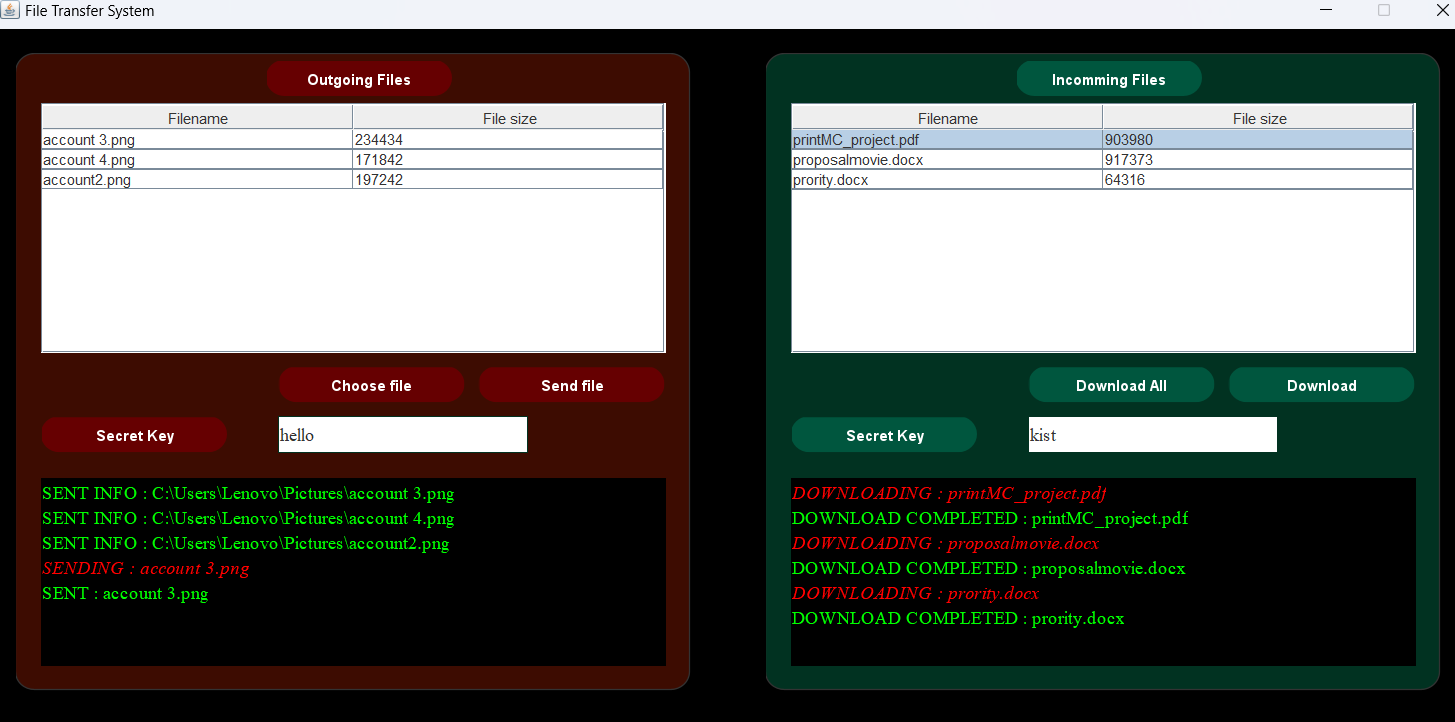 File Transfer System
Outgoing Files
Filename File size
account 3.png 234434
account 4.png 171842
account2.png 197242
Choose file Send file
Secret Key hello
SENT INFO : C:\Users\Lenovo\Pictures\account 3.png
SENT INFO : C:\Users\Lenovo\Pictures\account 4.png
SENT INFO : C:\Users\Lenovo\Pictures\account2.png
SENDING : account 3.png
SENT : account 3.png
Incomming Files
Filename File size
printMC_project.pdf 903980
proposalmovie.docx 917373
prority.docx 64316
Download All Download
Secret Key kist
DOWNLOADING : printMC_project.pdf
DOWNLOAD COMPLETED : printMC_project.pdf
DOWNLOADING : proposalmovie.docx
DOWNLOAD COMPLETED : proposalmovie.docx
DOWNLOADING : prority.docx
DOWNLOAD COMPLETED : prority.docx